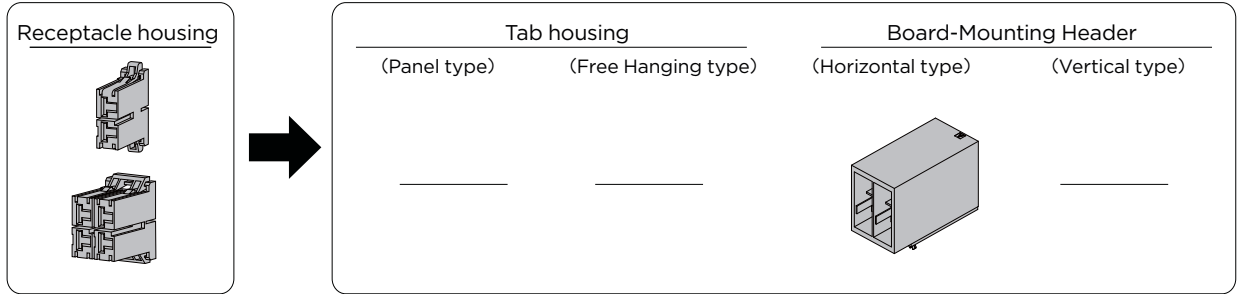 Receptacle housing
Tab housing
Board-Mounting Header
(Panel type)
(Free Hanging type)
(Horizontal type)
(Vertical type)